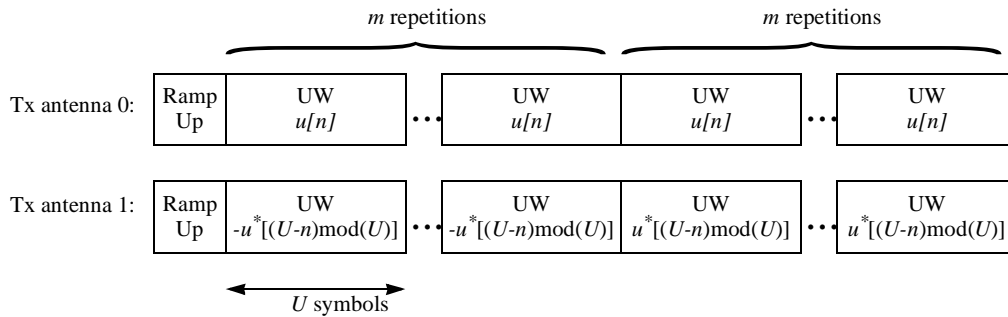 m repetitions m repetitions
Tx antenna 0: Ramp Up UW u[n] ••• UW u[n] UW u[n] ••• UW u[n]
Tx antenna 1: Ramp Up UW -u*[(U-n)mod(U)] ••• UW -u*[(U-n)mod(U)] UW u*[(U-n)mod(U)] ••• UW u*[(U-n)mod(U)]
U symbols